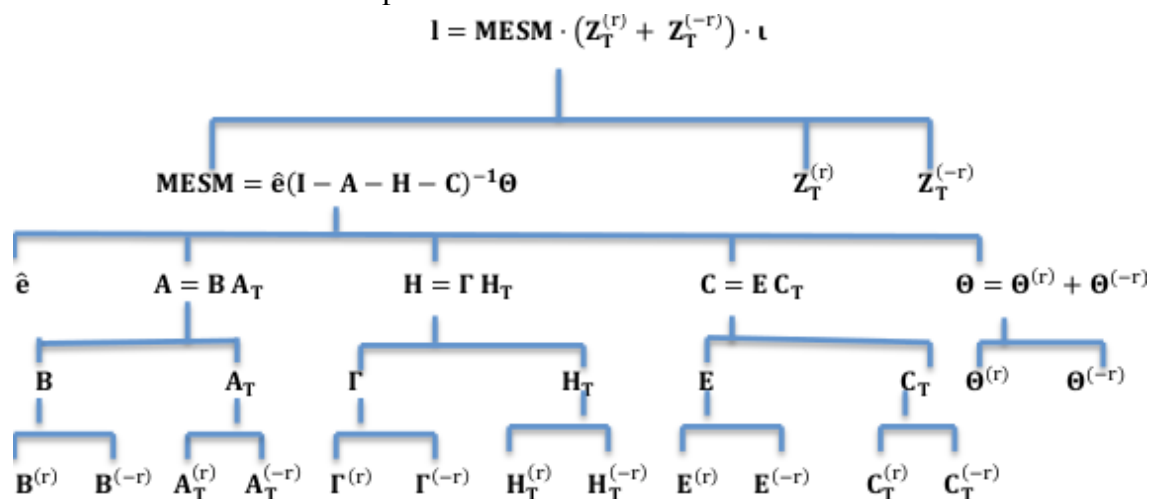 l = MESM · (Z_T^(r) + Z_T^(−r)) · ι
MESM = ê(I − A − H − C)^−1 Θ Z_T^(r) Z_T^(−r)
ê A = B A_T H = Γ H_T C = E C_T Θ = Θ^(r) + Θ^(−r)
B A_T Γ H_T E C_T Θ^(r) Θ^(−r)
B^(r) B^(−r) A_T^(r) A_T^(−r) Γ^(r) Γ^(−r) H_T^(r) H_T^(−r) E^(r) E^(−r) C_T^(r) C_T^(−r)